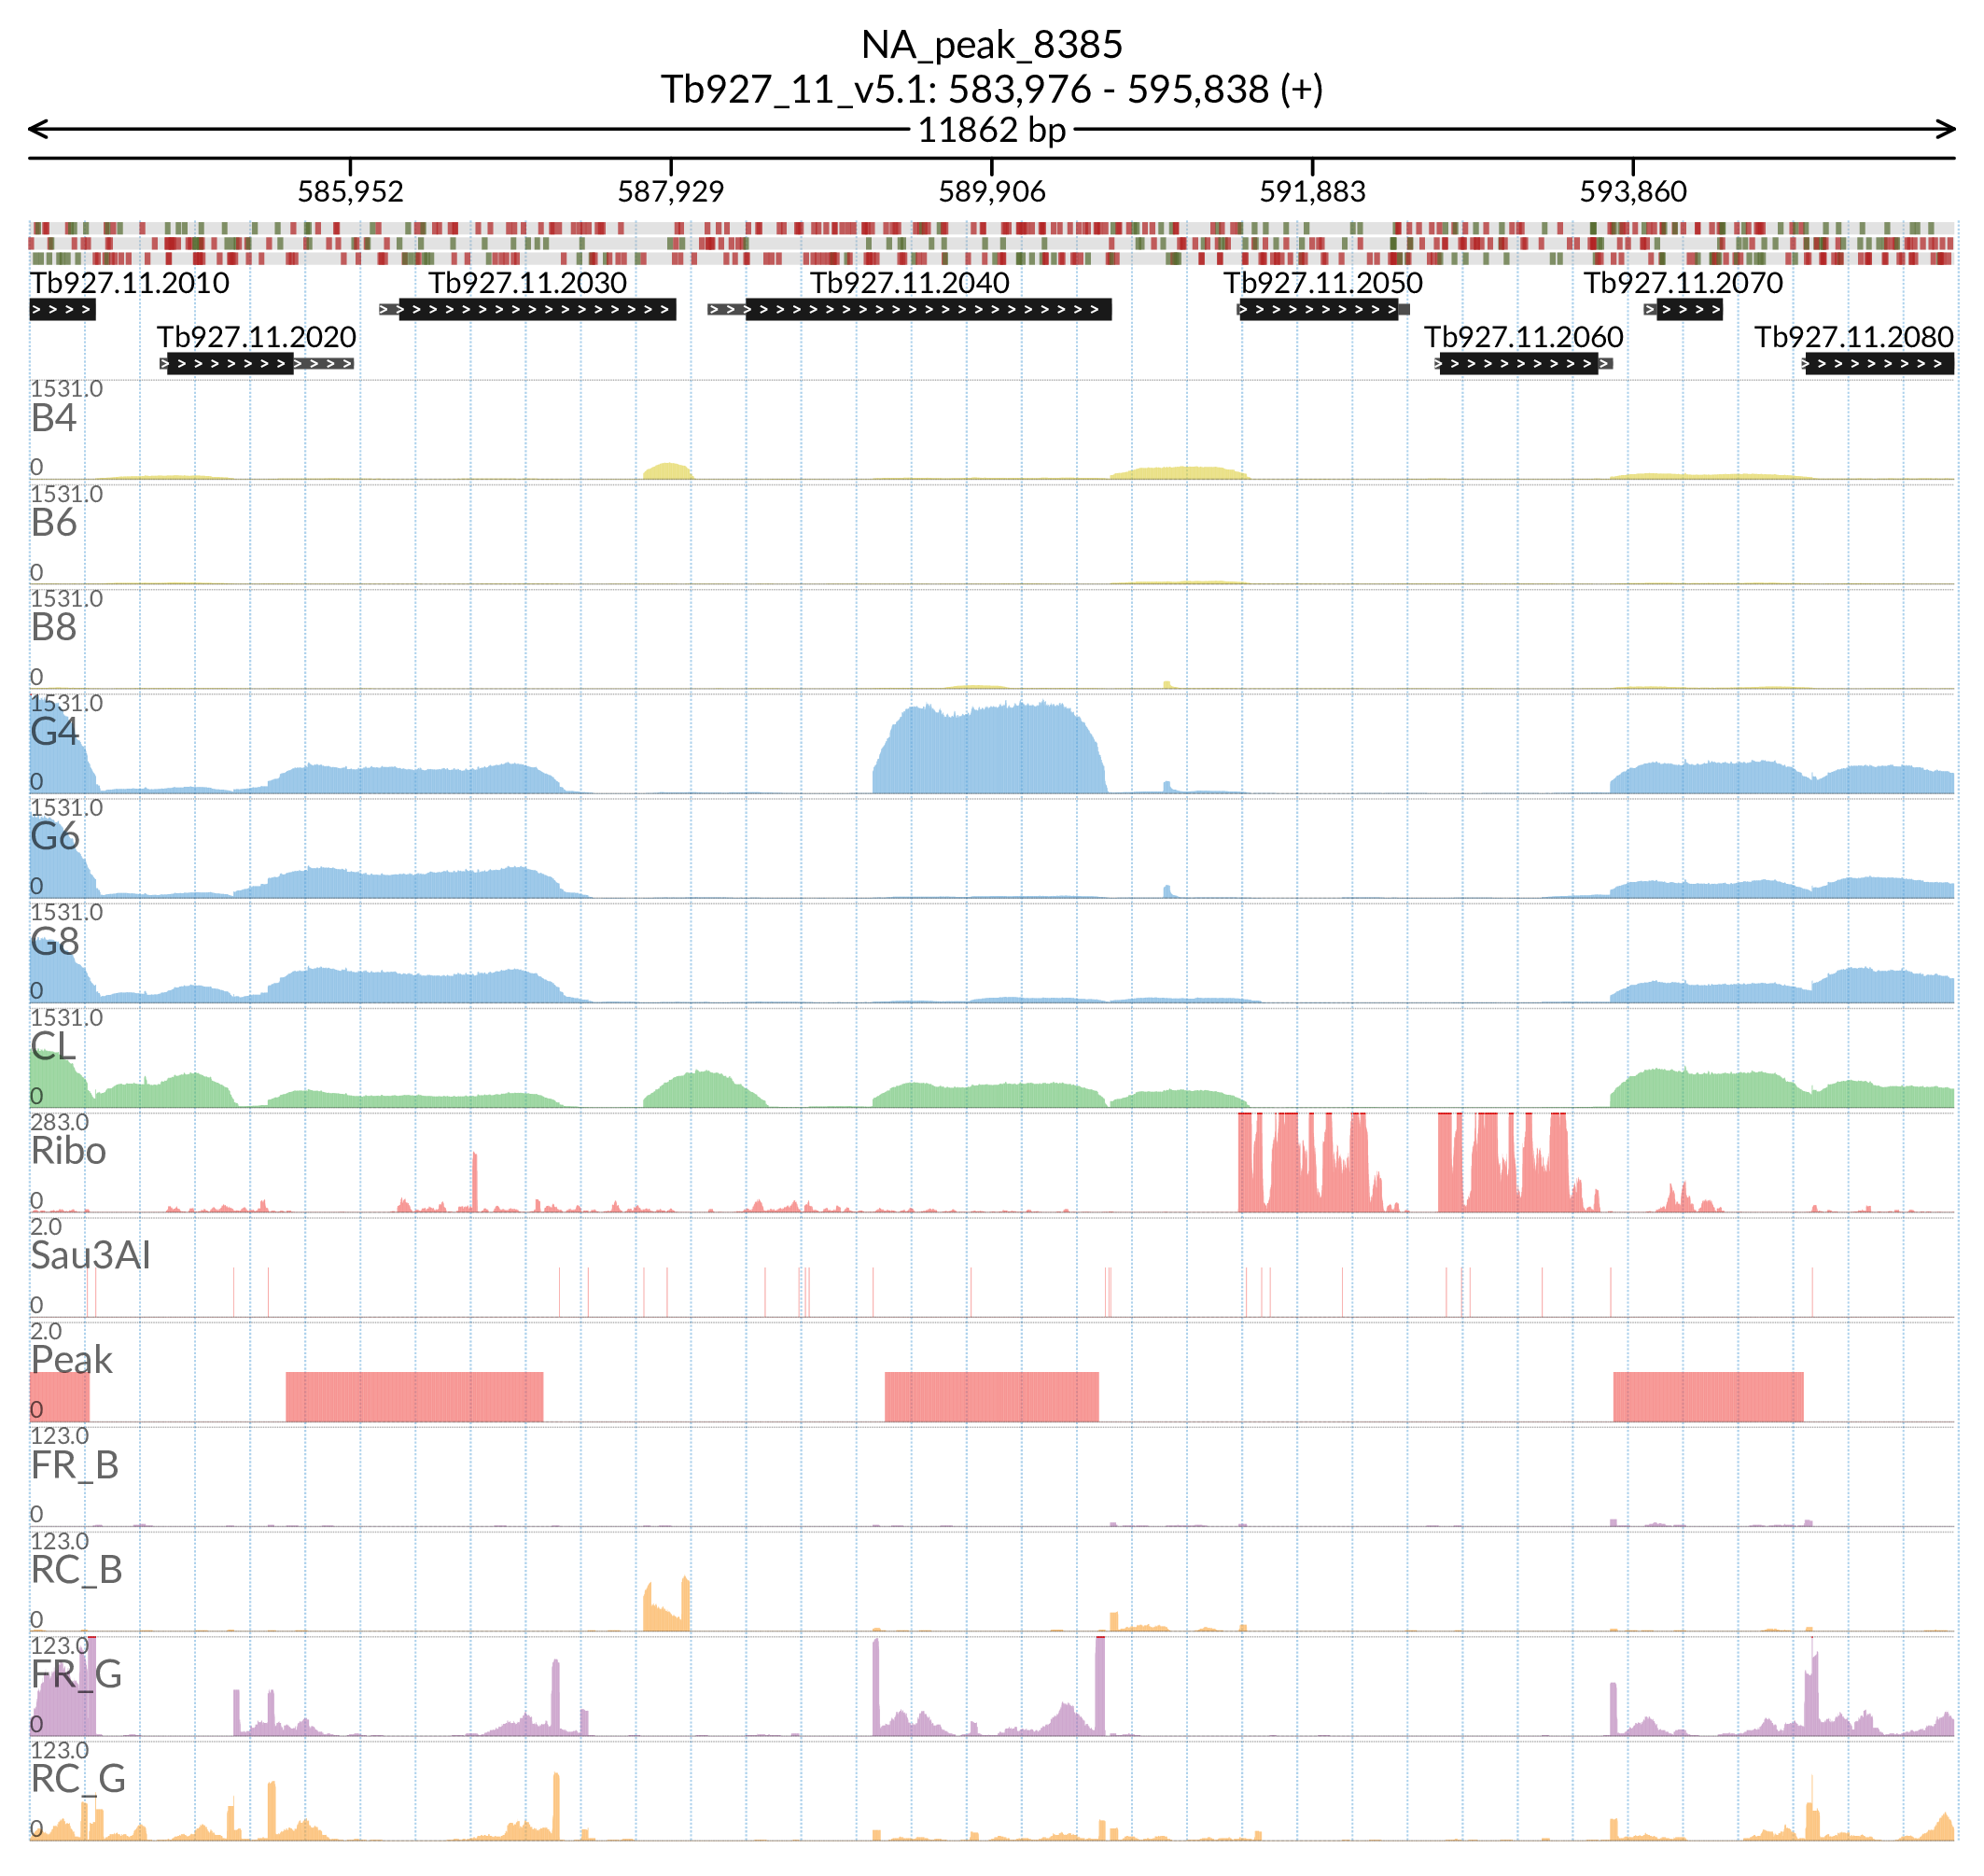 NA_peak_8385
Tb927_11_v5.1: 583,976 - 595,838 (+)
11862 bp
585,952 587,929 589,906 591,883 593,860
Tb927.11.2010 Tb927.11.2030 Tb927.11.2040 Tb927.11.2050 Tb927.11.2070
Tb927.11.2020 Tb927.11.2060 Tb927.11.2080
1531.0
B4
0
1531.0
B6
0
1531.0
B8
0
1531.0
G4
0
1531.0
G6
0
1531.0
G8
0
1531.0
CL
0
283.0
Ribo
0
2.0
Sau3AI
0
2.0
Peak
0
123.0
FR_B
0
123.0
RC_B
0
123.0
FR_G
0
123.0
RC_G
0